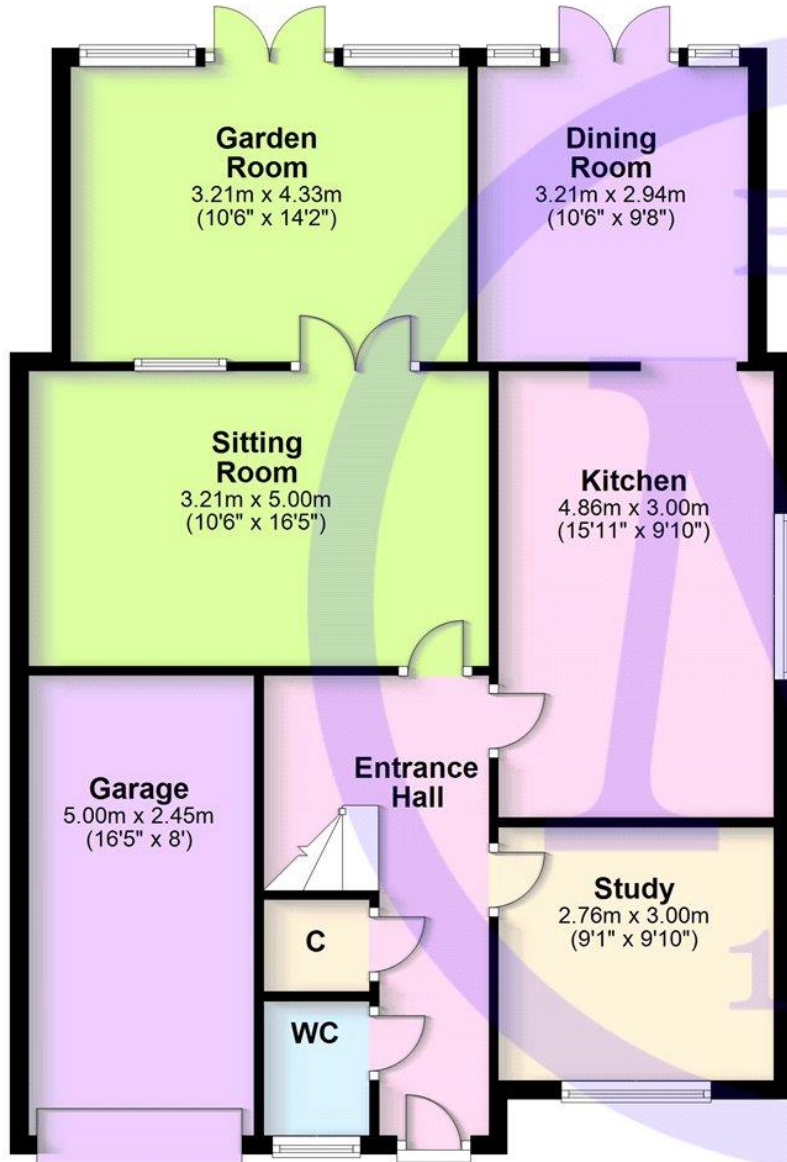 Garden
Room
3.21m x 4.33m
(10'6" x 14'2")
Dining
Room
3.21m x 2.94m
(10'6" x 9'8")
Sitting
Room
3.21m x 5.00m
(10'6" x 16'5")
Kitchen
4.86m x 3.00m
(15'11" x 9'10")
Entrance
Hall
Garage
5.00m x 2.45m
(16'5" x 8')
Study
2.76m x 3.00m
(9'1" x 9'10")
C
WC